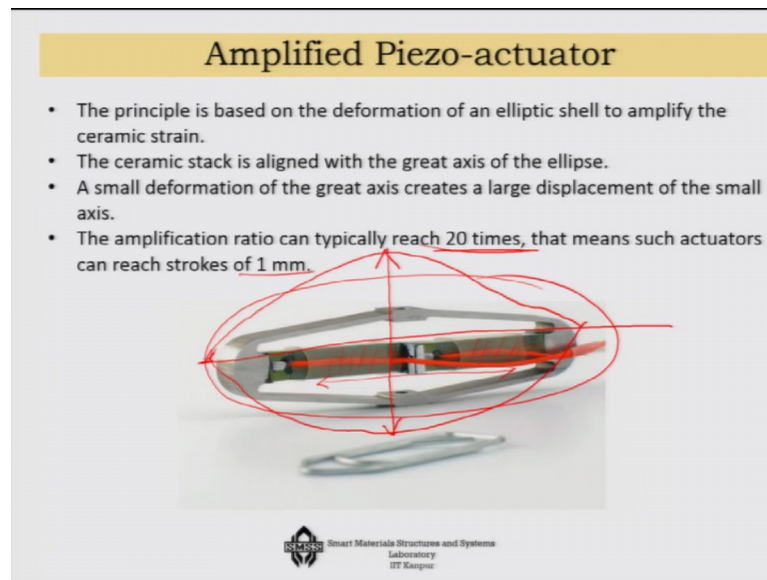 Amplified Piezo-actuator
• The principle is based on the deformation of an elliptic shell to amplify the
ceramic strain.
• The ceramic stack is aligned with the great axis of the ellipse.
• A small deformation of the great axis creates a large displacement of the small
axis.
• The amplification ratio can typically reach 20 times, that means such actuators
can reach strokes of 1 mm.
SMSS
Smart Materials Structures and Systems
Laboratory
IIT Kanpur